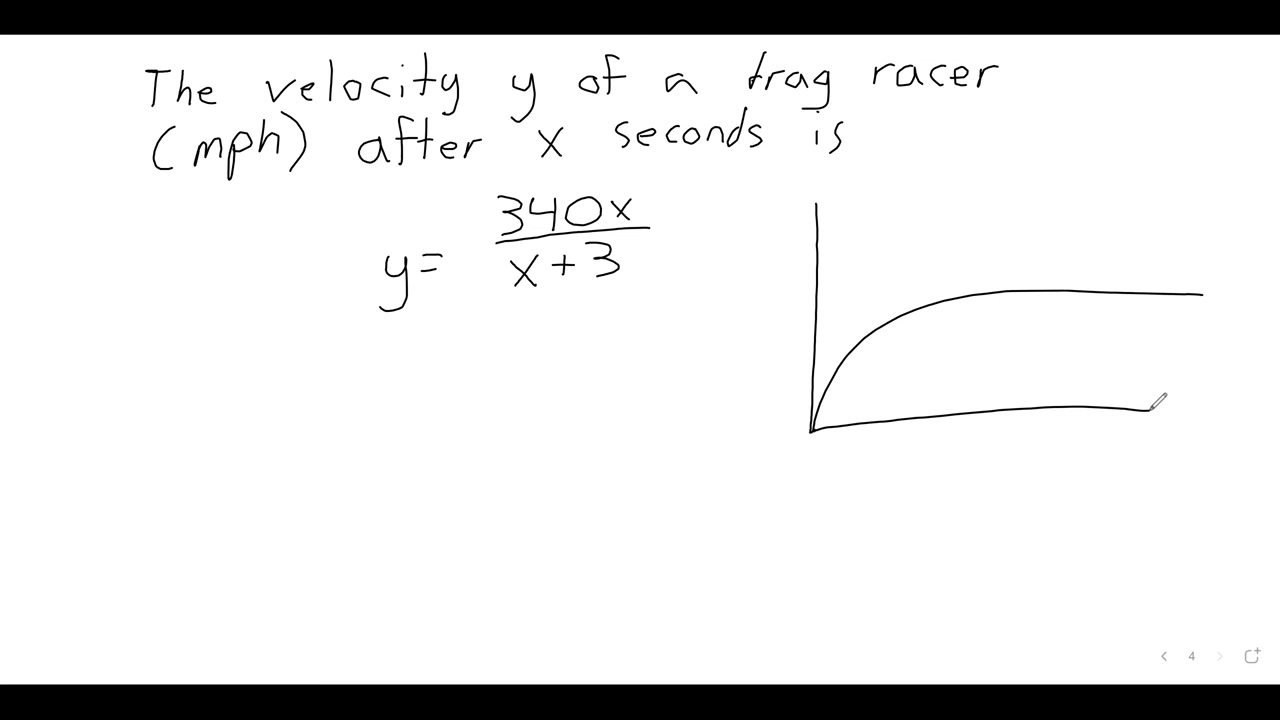 The velocity y of a drag racer
(mph) after x seconds is
y = 340x / x + 3
4